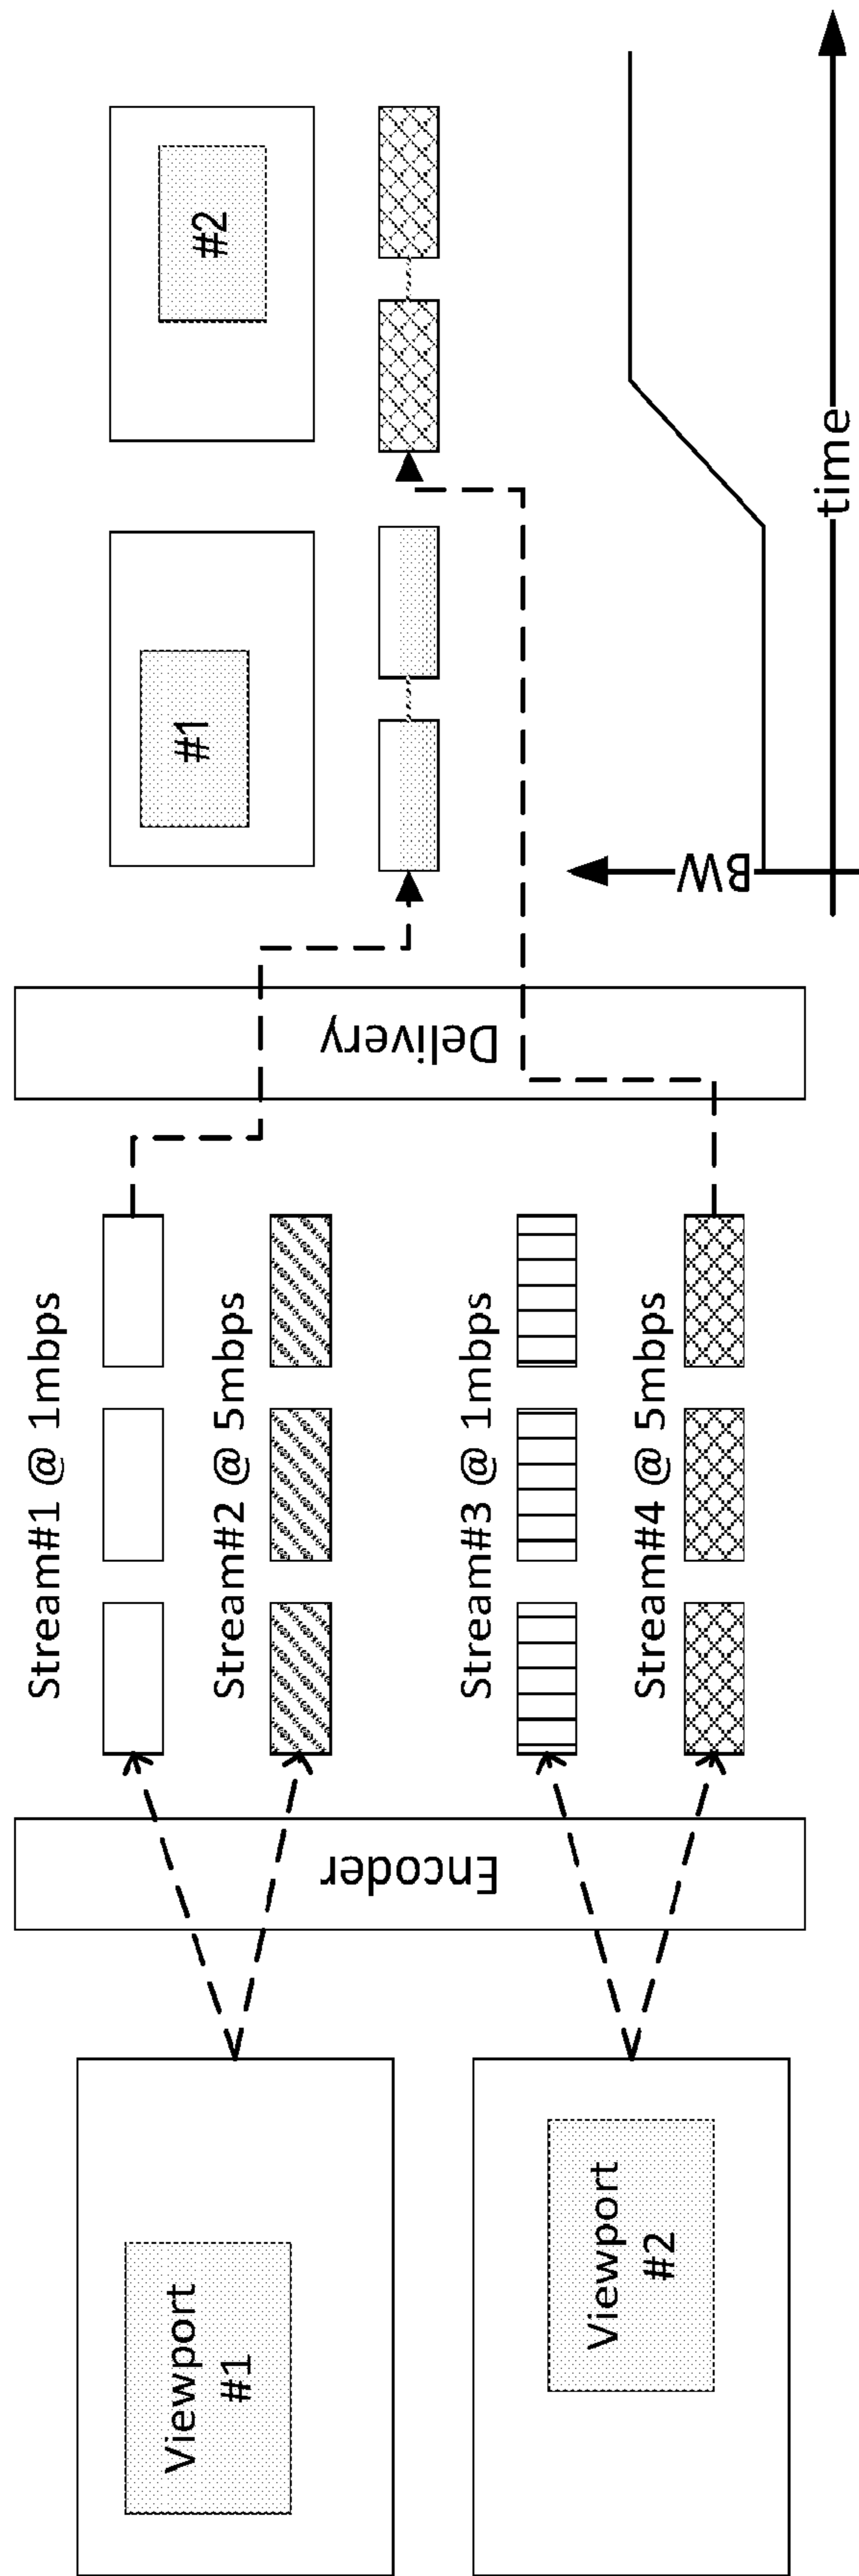 Viewport
#1
Viewport
#2
Encoder
Stream#1 @ 1mbps
Stream#2 @ 5mbps
Stream#3 @ 1mbps
Stream#4 @ 5mbps
Delivery
#1
#2
BW
time